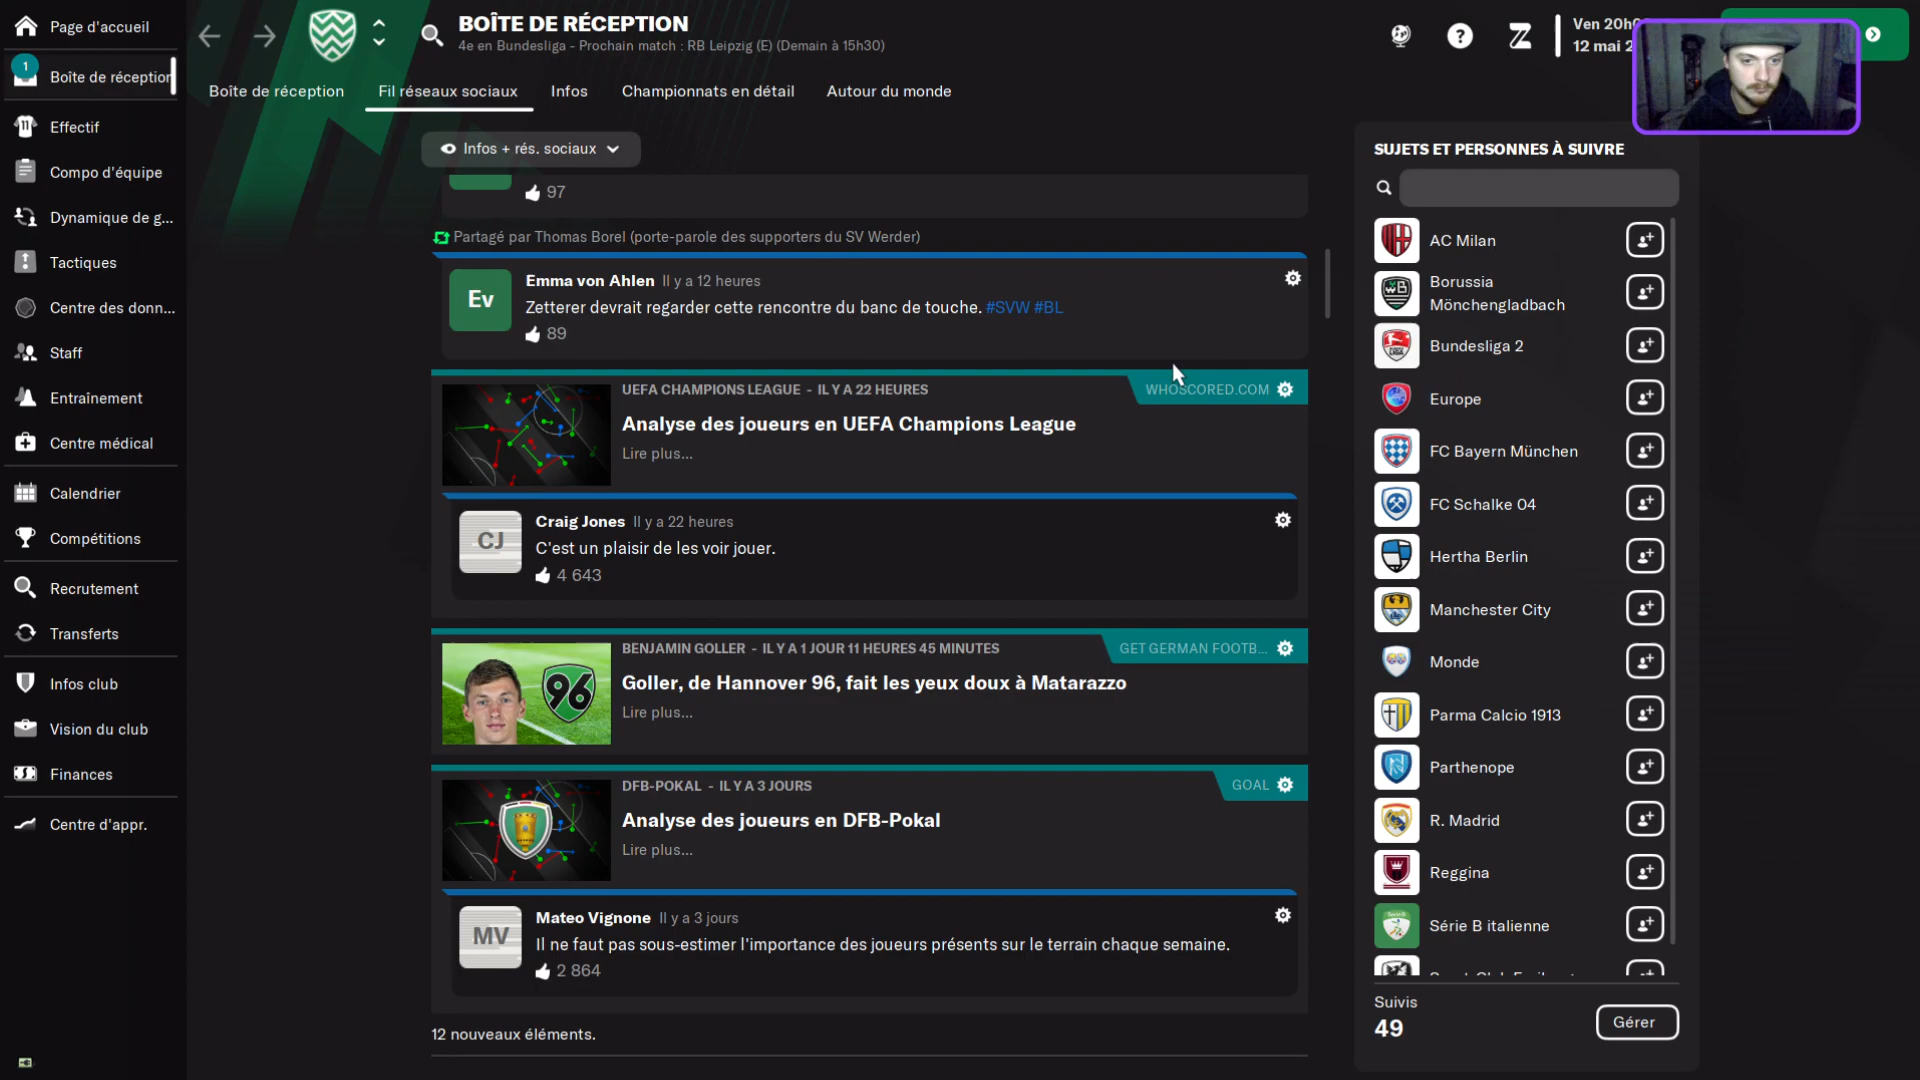 Page d'accueil
1
Boîte de réception
Effectif
Compo d'équipe
Dynamique de g...
Tactiques
Centre des donn...
Staff
Entraînement
Centre médical
Calendrier
Compétitions
Recrutement
Transferts
Infos club
Vision du club
Finances
Centre d'appr.
BOÎTE DE RÉCEPTION
4e en Bundesliga - Prochain match : RB Leipzig (E) (Demain à 15h30)
Ven
12 mai
Boîte de réception
Fil réseaux sociaux
Infos
Championnats en détail
Autour du monde
Infos + rés. sociaux
97
Partagé par Thomas Borel (porte-parole des supporters du SV Werder)
Ev
Emma von Ahlen Il y a 12 heures
Zetterer devrait regarder cette rencontre du banc de touche. #SVW #BL
89
UEFA CHAMPIONS LEAGUE - IL Y A 22 HEURES
WHOSCORED.COM
Analyse des joueurs en UEFA Champions League
Lire plus...
CJ
Craig Jones Il y a 22 heures
C'est un plaisir de les voir jouer.
4 643
BENJAMIN GOLLER - IL Y A 1 JOUR 11 HEURES 45 MINUTES
GET GERMAN FOOTB...
96
Goller, de Hannover 96, fait les yeux doux à Matarazzo
Lire plus...
DFB-POKAL - IL Y A 3 JOURS
GOAL
Analyse des joueurs en DFB-Pokal
Lire plus...
MV
Mateo Vignone Il y a 3 jours
Il ne faut pas sous-estimer l'importance des joueurs présents sur le terrain chaque semaine.
2 864
12 nouveaux éléments.
SUJETS ET PERSONNES À SUIVRE
AC Milan
Borussia
Mönchengladbach
Bundesliga 2
Europe
FC Bayern München
FC Schalke 04
Hertha Berlin
Manchester City
Monde
Parma Calcio 1913
Parthenope
R. Madrid
Reggina
Série B italienne
Suivis
49
Gérer